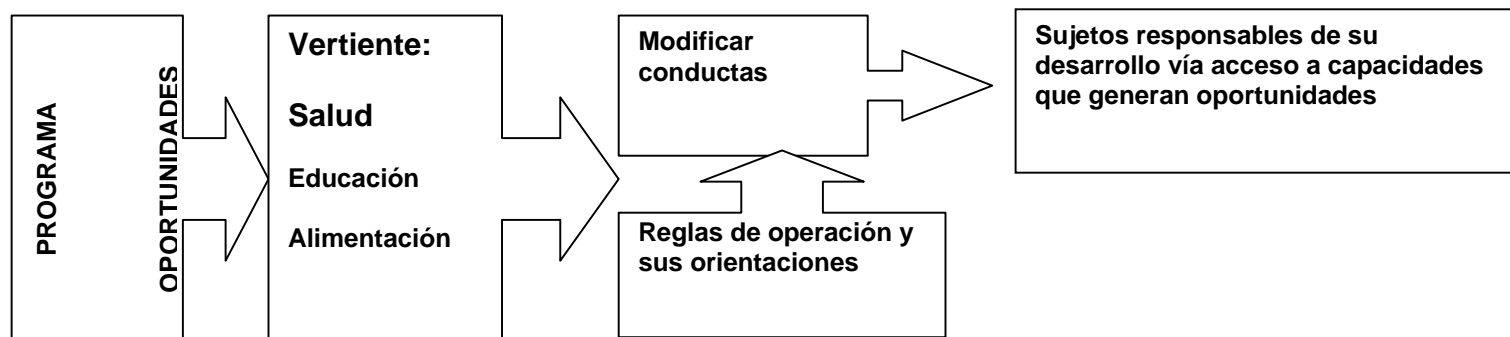 PROGRAMA
OPORTUNIDADES
Vertiente:
Salud
Educación
Alimentación
Modificar
conductas
Reglas de operación y
sus orientaciones
Sujetos responsables de su
desarrollo vía acceso a capacidades
que generan oportunidades